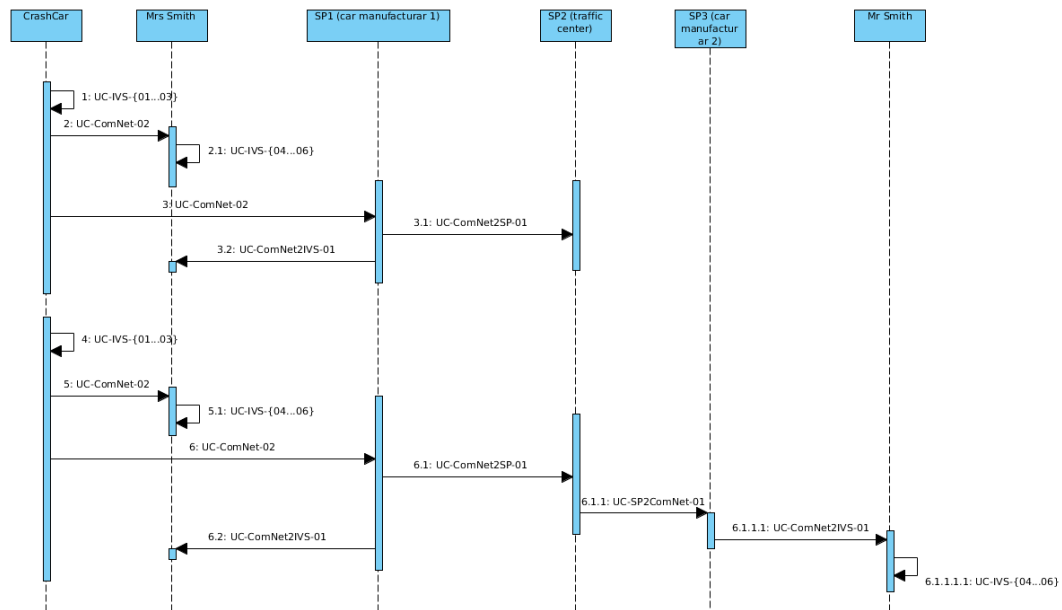 CrashCar
Mrs Smith
SP1 (car manufacturar 1)
SP2 (traffic
center)
SP3 (car
manufactur
ar 2)
Mr Smith
1: UC-IVS-{01...03}
2: UC-ComNet-02
2.1: UC-IVS-{04...06}
3: UC-ComNet-02
3.1: UC-ComNet2SP-01
3.2: UC-ComNet2IVS-01
4: UC-IVS-{01...03}
5: UC-ComNet-02
5.1: UC-IVS-{04...06}
6: UC-ComNet-02
6.1: UC-ComNet2SP-01
6.1.1: UC-SP2ComNet-01
6.1.1.1: UC-ComNet2IVS-01
6.2: UC-ComNet2IVS-01
6.1.1.1.1: UC-IVS-{04...06}